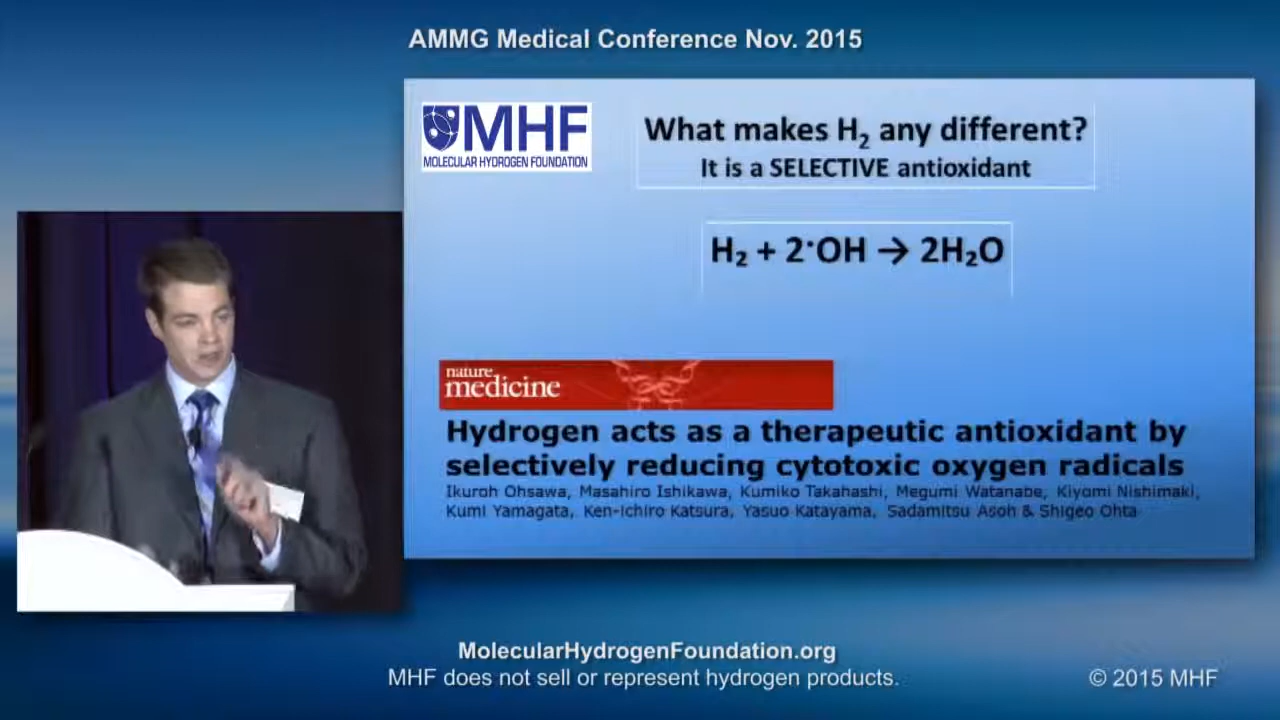 AMMG Medical Conference Nov. 2015
MHF
MOLECULAR HYDROGEN FOUNDATION
What makes H₂ any different?
It is a SELECTIVE antioxidant
H₂ + 2•OH → 2H₂O
nature
medicine
Hydrogen acts as a therapeutic antioxidant by
selectively reducing cytotoxic oxygen radicals
Ikuroh Ohsawa, Masahiro Ishikawa, Kumiko Takahashi, Megumi Watanabe, Kiyomi Nishimaki,
Kumi Yamagata, Ken-ichiro Katsura, Yasuo Katayama, Sadamitsu Asoh & Shigeo Ohta
MolecularHydrogenFoundation.org
MHF does not sell or represent hydrogen products.
© 2015 MHF